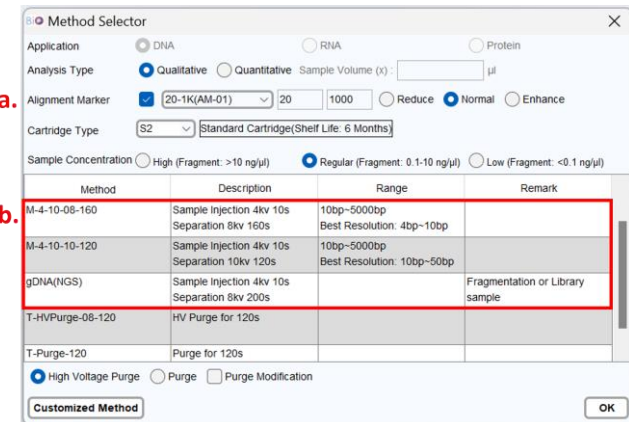 BiO Method Selector
Application DNA RNA Protein
Analysis Type Qualitative Quantitative Sample Volume (x) : µl
a. Alignment Marker 20-1K(AM-01) 20 1000 Reduce Normal Enhance
Cartridge Type S2 Standard Cartridge(Shelf Life: 6 Months)
Sample Concentration High (Fragment: >10 ng/µl) Regular (Fragment: 0.1-10 ng/µl) Low (Fragment: <0.1 ng/µl)
Method Description Range Remark
b. M-4-10-08-160 Sample Injection 4kv 10s 10bp~5000bp
Separation 8kv 160s Best Resolution: 4bp~10bp
M-4-10-10-120 Sample Injection 4kv 10s 10bp~5000bp
Separation 10kv 120s Best Resolution: 10bp~50bp
gDNA(NGS) Sample Injection 4kv 10s Fragmentation or Library
Separation 8kv 200s sample
T-HVPurge-08-120 HV Purge for 120s
T-Purge-120 Purge for 120s
High Voltage Purge Purge Purge Modification
Customized Method OK